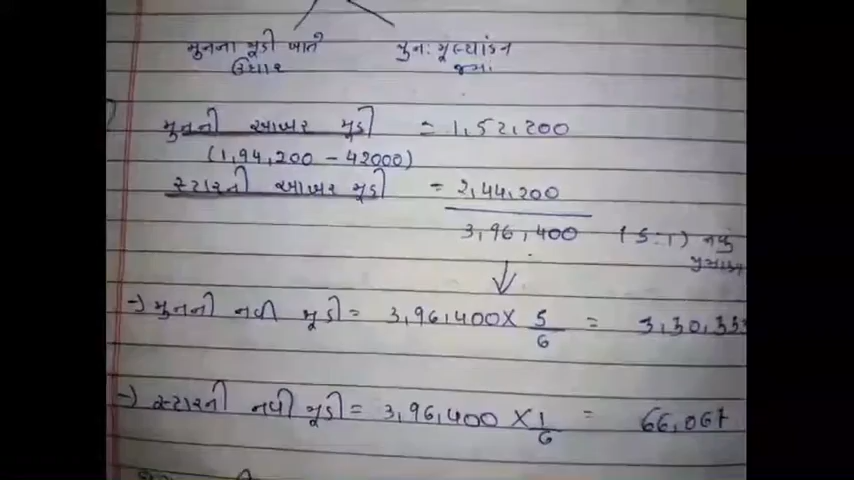 મુનના મૂડી ખાતે પુન: મૂલ્યાંકન
ઉધાર જમા
મુનની આખર મૂડી = 1,52,200
(1,94,200 - 42000)
સ્ટારની આખર મૂડી = 2,44,200
3,96,400 (5:1) નફા
→ મુનની નવી મૂડી = 3,96,400 × 5/6 = 3,30,333
→ સ્ટારની નવી મૂડી = 3,96,400 × 1/6 = 66,067